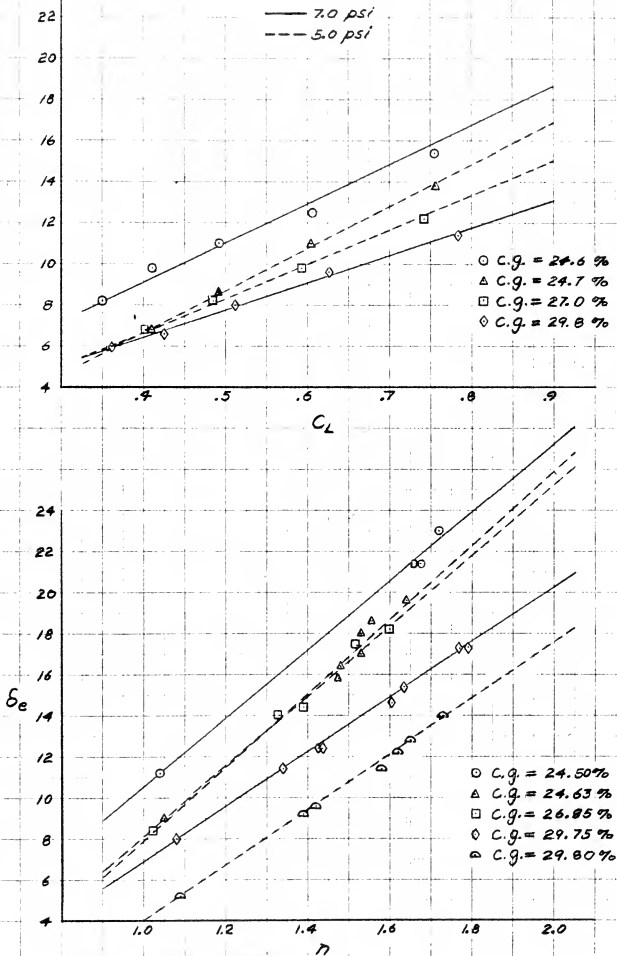 7.0 psi
5.0 psi
22
20
18
16
14
12
10
8
6
4
C.g. = 24.6 %
C.g. = 24.7 %
C.g. = 27.0 %
C.g. = 29.8 %
.4 .5 .6 .7 .8 .9
CL
24
22
20
18
16
14
12
10
8
6
4
δe
C.g. = 24.50%
C.g. = 24.63 %
C.g. = 26.85 %
C.g. = 29.75 %
C.g. = 29.80 %
1.0 1.2 1.4 1.6 1.8 2.0
n